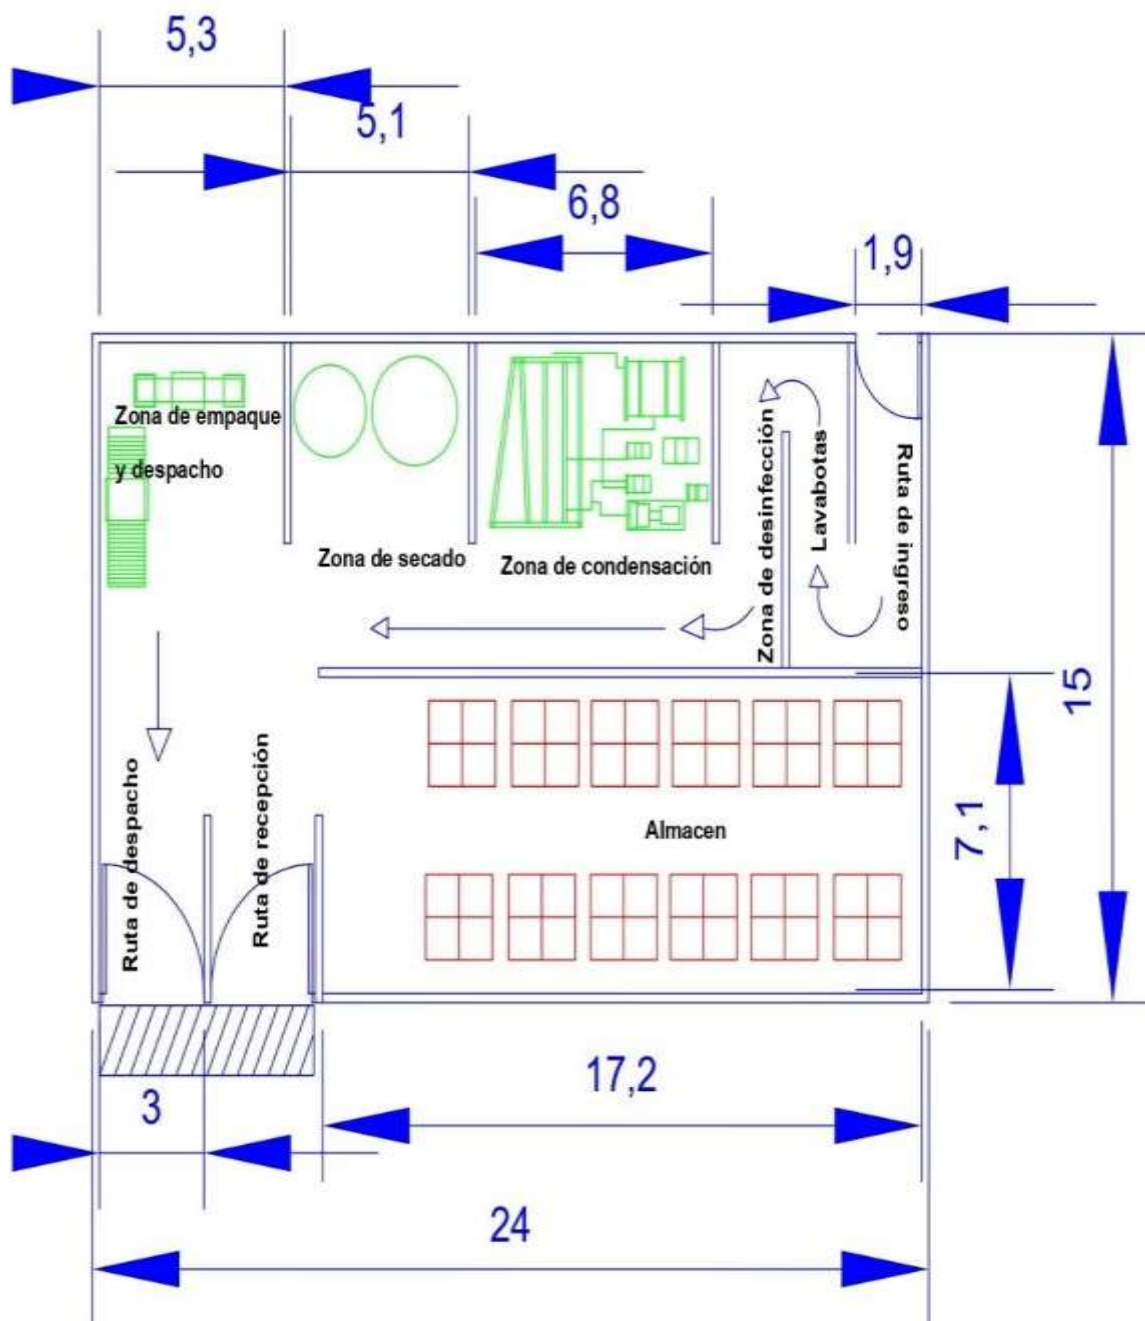 5,3
5,1
6,8
1,9
Zona de empaque
y despacho
Zona de secado
Zona de condensación
Zona de desinfección
Lavabotas
Ruta de ingreso
15
7,1
Almacen
Ruta de despacho
Ruta de recepción
3
17,2
24